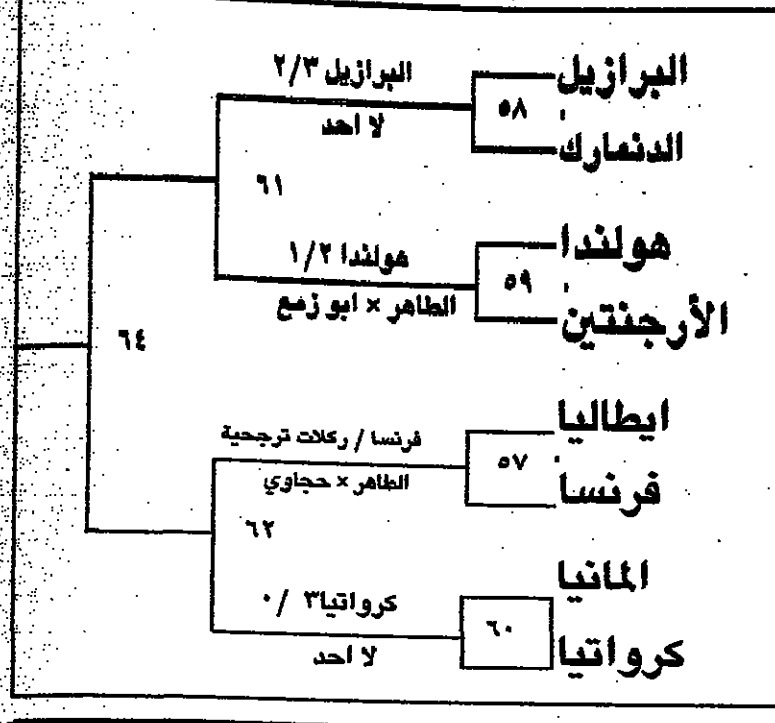 البرازيل
البرازيل ٢/٣
٥٨
لا احد
الدنمارك
٦١
هولندا
هولندا ١/٢
٥٩
الطاهر × ابو زمع
الأرجنتين
٦٤
ايطاليا
فرنسا / ركلات ترجحية
٥٧
الطاهر × حجاوي
فرنسا
٦٢
المانيا
كرواتيا٣ /٠
٦٠
لا احد
كرواتيا